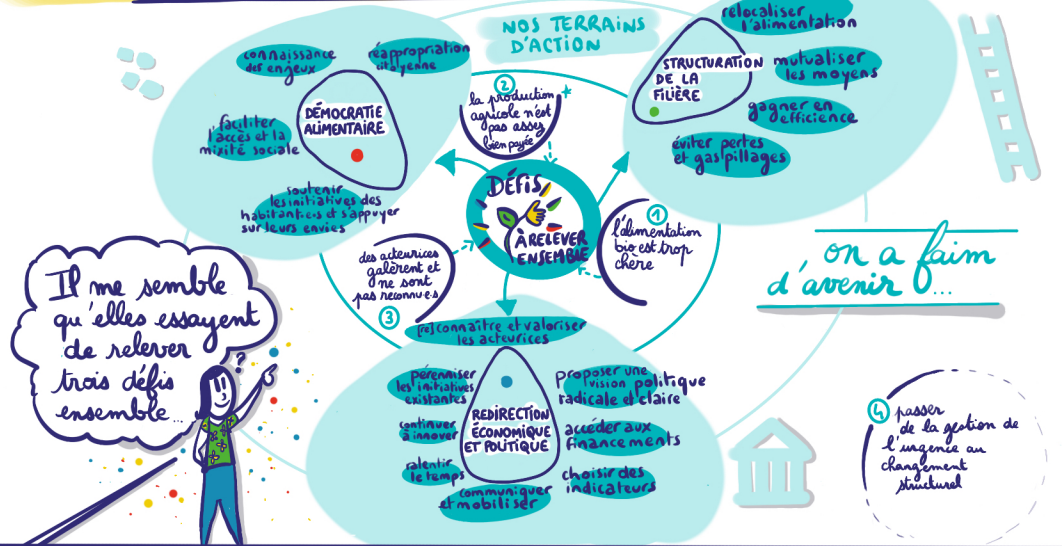 NOS TERRAINS
D'ACTION
connaissance
des enjeux
réappropriation
citoyenne
faciliter
l'accès et la
mixité sociale
DÉMOCRATIE
ALIMENTAIRE
soutenir
les initiatives des
habitant·e·s et s'appuyer
sur leurs envies
relocaliser
l'alimentation
STRUCTURATION
DE LA
FILIÈRE
mutualiser
les moyens
gagner en
efficience
éviter pertes
et gaspillages
2
la production
agricole n'est
pas assez
bien payée
DÉFIS
À RELEVER
ENSEMBLE
1
l'alimentation
bio est trop
chère
des acteurices
galèrent et
ne sont
pas reconnu·e·s
3
on a faim
d'avenir...
Il me semble
qu'elles essayent
de relever
trois défis
ensemble...
?
[re]connaître et valoriser
les acteurices
pérenniser
les initiatives
existantes
continuer
à innover
ralentir
le temps
communiquer
et mobiliser
REDIRECTION
ÉCONOMIQUE
ET POLITIQUE
proposer une
vision politique
radicale et claire
accéder aux
financements
choisir des
indicateurs
4
passer
de la gestion de
l'urgence au
changement
structurel